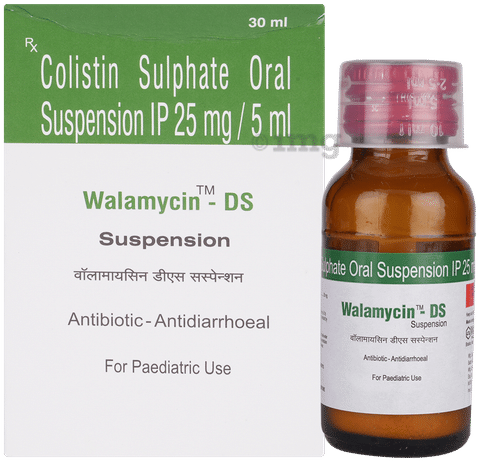 30 ml
Rx
Colistin Sulphate Oral
Suspension IP 25 mg / 5 ml
Walamycin™- DS
Suspension
वॉलामायसिन डीएस सस्पेन्शन
Antibiotic-Antidiarrhoeal
For Paediatric Use
ulphate Oral Suspension IP 25 m
Walamycin™- DS
Suspension
वॉलामायसिन डीएस सस्पेन्शन
Antibiotic-Antidiarrhoeal
For Paediatric Use